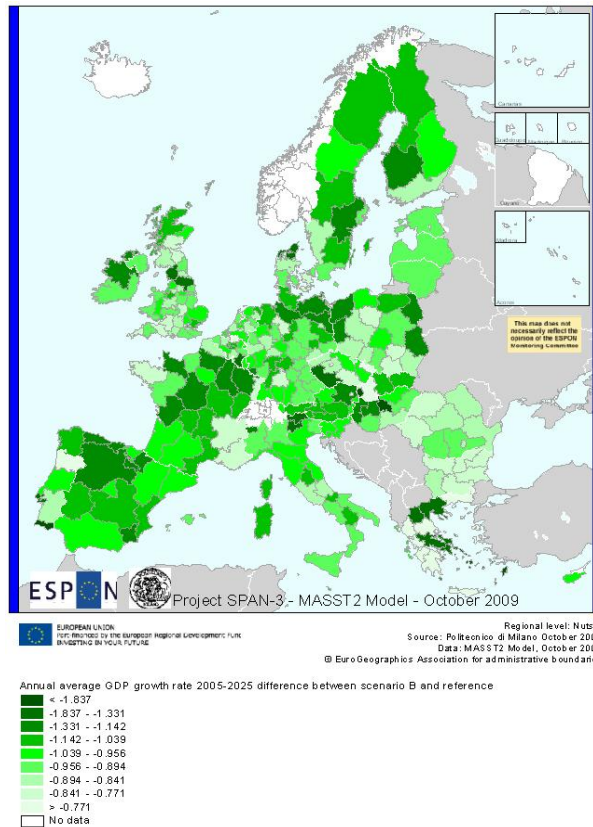 Canarias
Guadeloupe Martinique Réunion
Guyane
Madeira
Acores
This map does not
necessarily reflect the
opinion of the ESPON
Monitoring Committee
ESPON
Project SPAN-3 - MASST2 Model - October 2009
EUROPEAN UNION
Part-financed by the European Regional Development Fund
INVESTING IN YOUR FUTURE
Regional level: Nuts
Source: Politecnico di Milano October 20
Data: MASST2 Model, October 20
© EuroGeographics Association for administrative boundari
Annual average GDP growth rate 2005-2025 difference between scenario B and reference
< -1.837
-1.837 - -1.331
-1.331 - -1.142
-1.142 - -1.039
-1.039 - -0.956
-0.956 - -0.894
-0.894 - -0.841
-0.841 - -0.771
> -0.771
No data